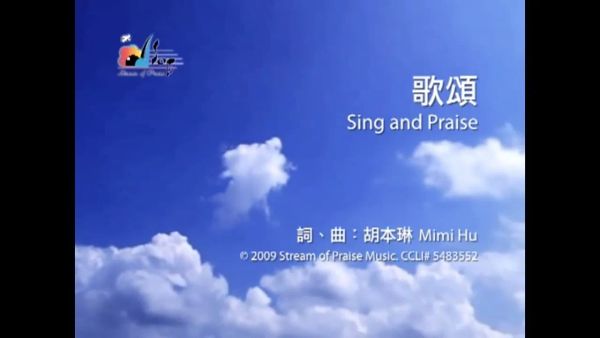 Stream of Praise
歌頌
Sing and Praise
詞、曲：胡本琳 Mimi Hu
© 2009 Stream of Praise Music. CCLI# 5483552